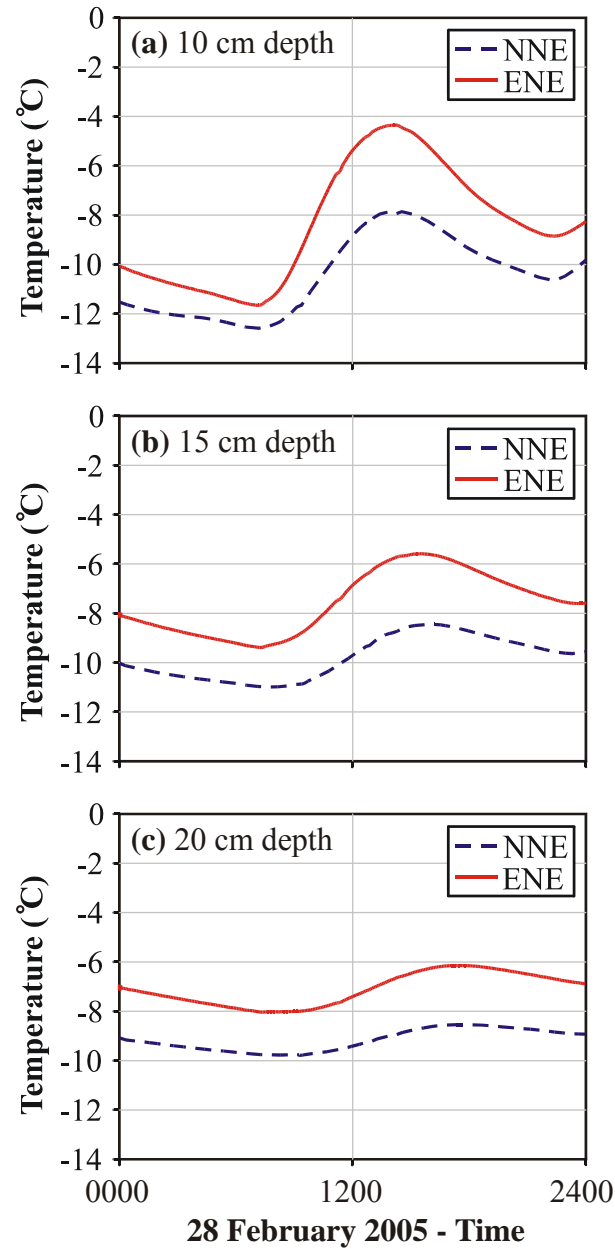 (a) 10 cm depth
NNE
ENE
Temperature (℃)
0
-2
-4
-6
-8
-10
-12
-14
(b) 15 cm depth
NNE
ENE
Temperature (℃)
0
-2
-4
-6
-8
-10
-12
-14
(c) 20 cm depth
NNE
ENE
Temperature (℃)
0
-2
-4
-6
-8
-10
-12
-14
0000 1200 2400
28 February 2005 - Time